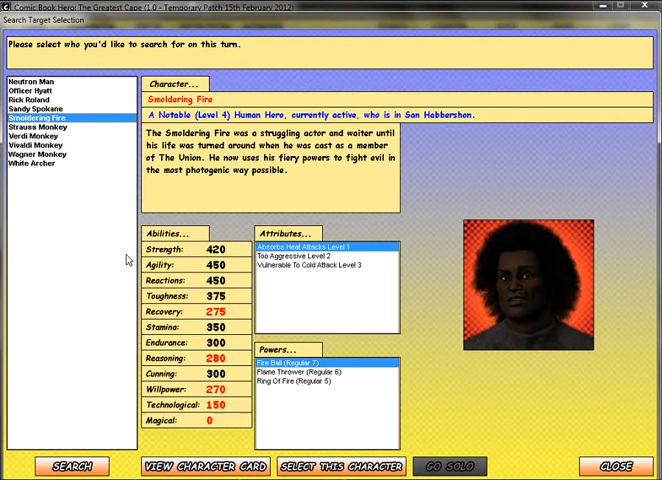 Comic Book Hero: The Greatest Cape (1.0 - Temporary Patch 15th February 2012)
Search Target Selection
Please select who you'd like to search for on this turn.
Neutron Man
Officer Hyatt
Rick Roland
Sandy Spokane
Smoldering Fire
Strauss Monkey
Verdi Monkey
Vivaldi Monkey
Wagner Monkey
White Archer
Character...
Smoldering Fire
A Notable (Level 4) Human Hero, currently active, who is in San Habbershon.
The Smoldering Fire was a struggling actor and waiter until
his life was turned around when he was cast as a member
of The Union. He now uses his fiery powers to fight evil in
the most photogenic way possible.
Abilities...
Strength: 420
Agility: 450
Reactions: 450
Toughness: 375
Recovery: 275
Stamina: 350
Endurance: 300
Reasoning: 280
Cunning: 300
Willpower: 270
Technological: 150
Magical: 0
Attributes...
Absorbs Heat Attacks Level 1
Too Aggressive Level 2
Vulnerable To Cold Attack Level 3
Powers...
Fire Ball (Regular 7)
Flame Thrower (Regular 6)
Ring Of Fire (Regular 5)
SEARCH
VIEW CHARACTER CARD
SELECT THIS CHARACTER
GO SOLO
CLOSE